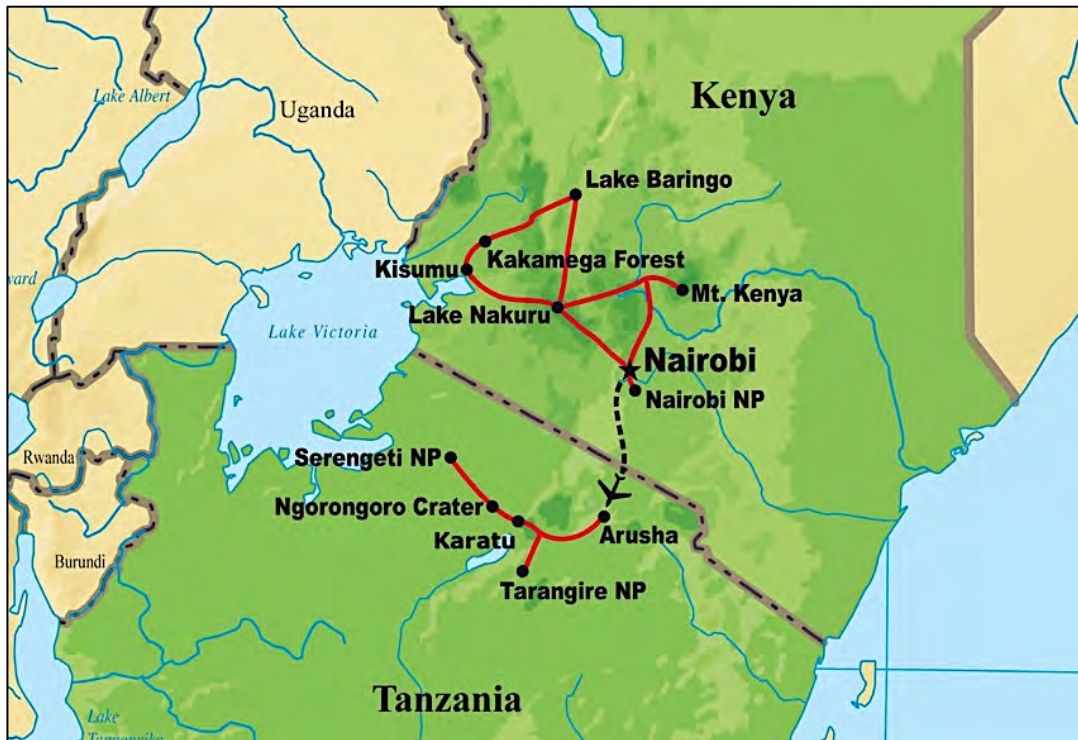 Lake Albert
Uganda
Kenya
Lake Baringo
Kakamega Forest
Kisumu
Mt. Kenya
ward
Lake Nakuru
Lake Victoria
Nairobi
Nairobi NP
Rwanda
Serengeti NP
Ngorongoro Crater
Karatu
Arusha
Burundi
Tarangire NP
Tanzania
Lake